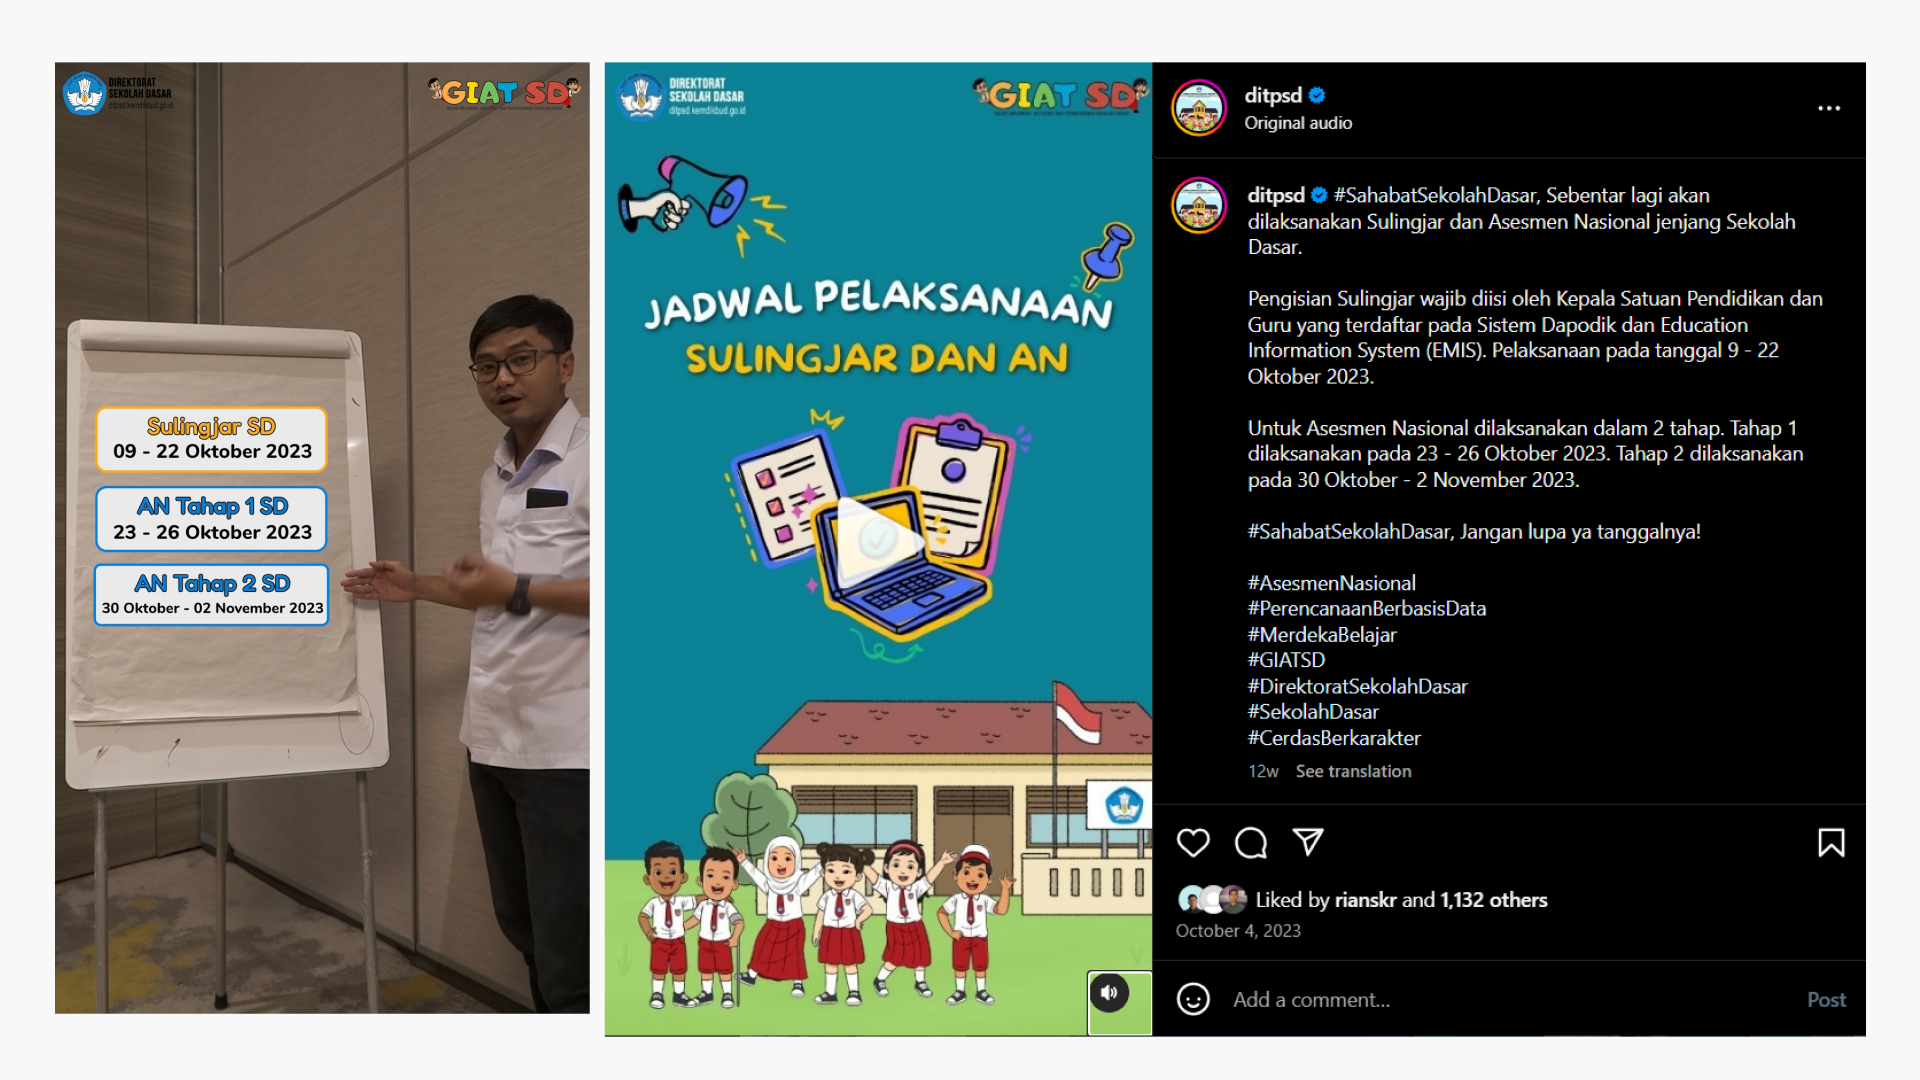 DIREKTORAT
SEKOLAH DASAR
ditpsd.kemdikbud.go.id
GIAT SD
Sulingjar SD
09 - 22 Oktober 2023
AN Tahap 1 SD
23 - 26 Oktober 2023
AN Tahap 2 SD
30 Oktober - 02 November 2023
DIREKTORAT
SEKOLAH DASAR
ditpsd.kemdikbud.go.id
GIAT SD
JADWAL PELAKSANAAN
SULINGJAR DAN AN
ditpsd
Original audio
ditpsd #SahabatSekolahDasar, Sebentar lagi akan
dilaksanakan Sulingjar dan Asesmen Nasional jenjang Sekolah
Dasar.
Pengisian Sulingjar wajib diisi oleh Kepala Satuan Pendidikan dan
Guru yang terdaftar pada Sistem Dapodik dan Education
Information System (EMIS). Pelaksanaan pada tanggal 9 - 22
Oktober 2023.
Untuk Asesmen Nasional dilaksanakan dalam 2 tahap. Tahap 1
dilaksanakan pada 23 - 26 Oktober 2023. Tahap 2 dilaksanakan
pada 30 Oktober - 2 November 2023.
#SahabatSekolahDasar, Jangan lupa ya tanggalnya!
#AsesmenNasional
#PerencanaanBerbasisData
#MerdekaBelajar
#GIATSD
#DirektoratSekolahDasar
#SekolahDasar
#CerdasBerkarakter
12w See translation
Liked by rianskr and 1,132 others
October 4, 2023
Add a comment...
Post